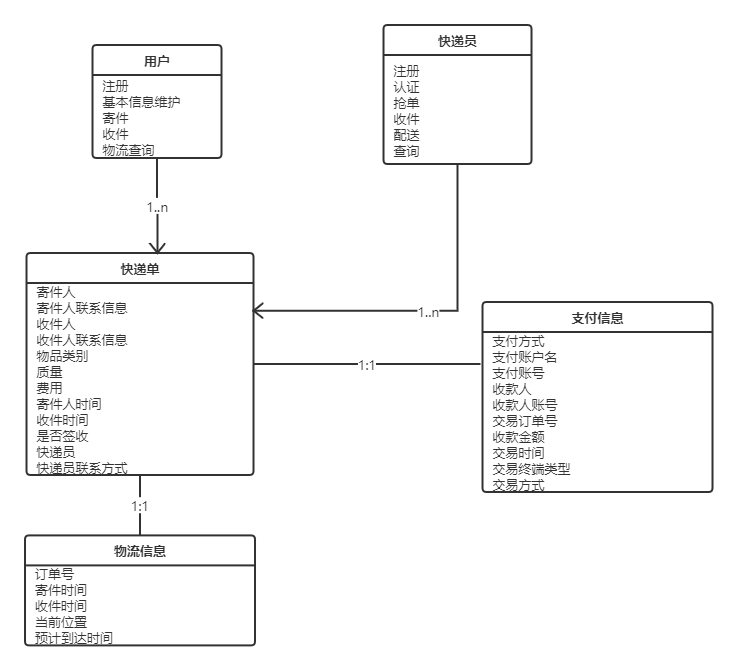 用户
注册
基本信息维护
寄件
收件
物流查询
快递员
注册
认证
抢单
收件
配送
查询
1..n
1..n
快递单
寄件人
寄件人联系信息
收件人
收件人联系信息
物品类别
质量
费用
寄件人时间
收件时间
是否签收
快递员
快递员联系方式
1:1
支付信息
支付方式
支付账户名
支付账号
收款人
收款人账号
交易订单号
收款金额
交易时间
交易终端类型
交易方式
1:1
物流信息
订单号
寄件时间
收件时间
当前位置
预计到达时间